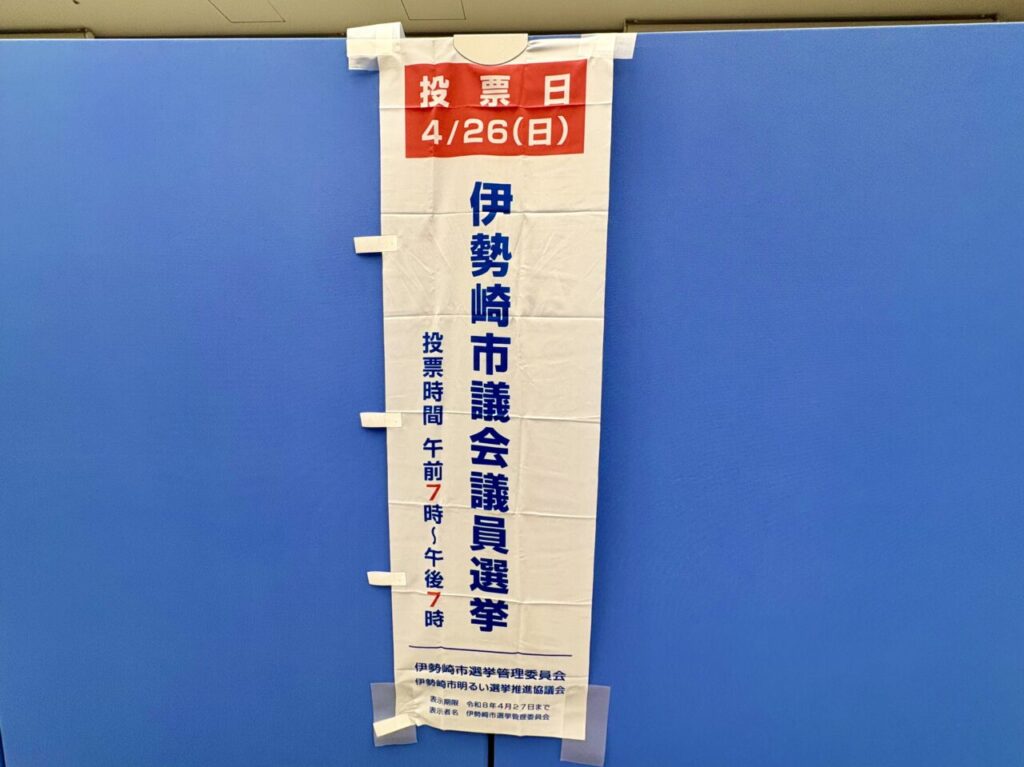 投票日
4/26(日)
伊勢崎市議会議員選挙
投票時間 午前7時～午後7時
伊勢崎市選挙管理委員会
伊勢崎市明るい選挙推進協議会
表示期限 令和8年4月27日まで
表示者名 伊勢崎市選挙管理委員会